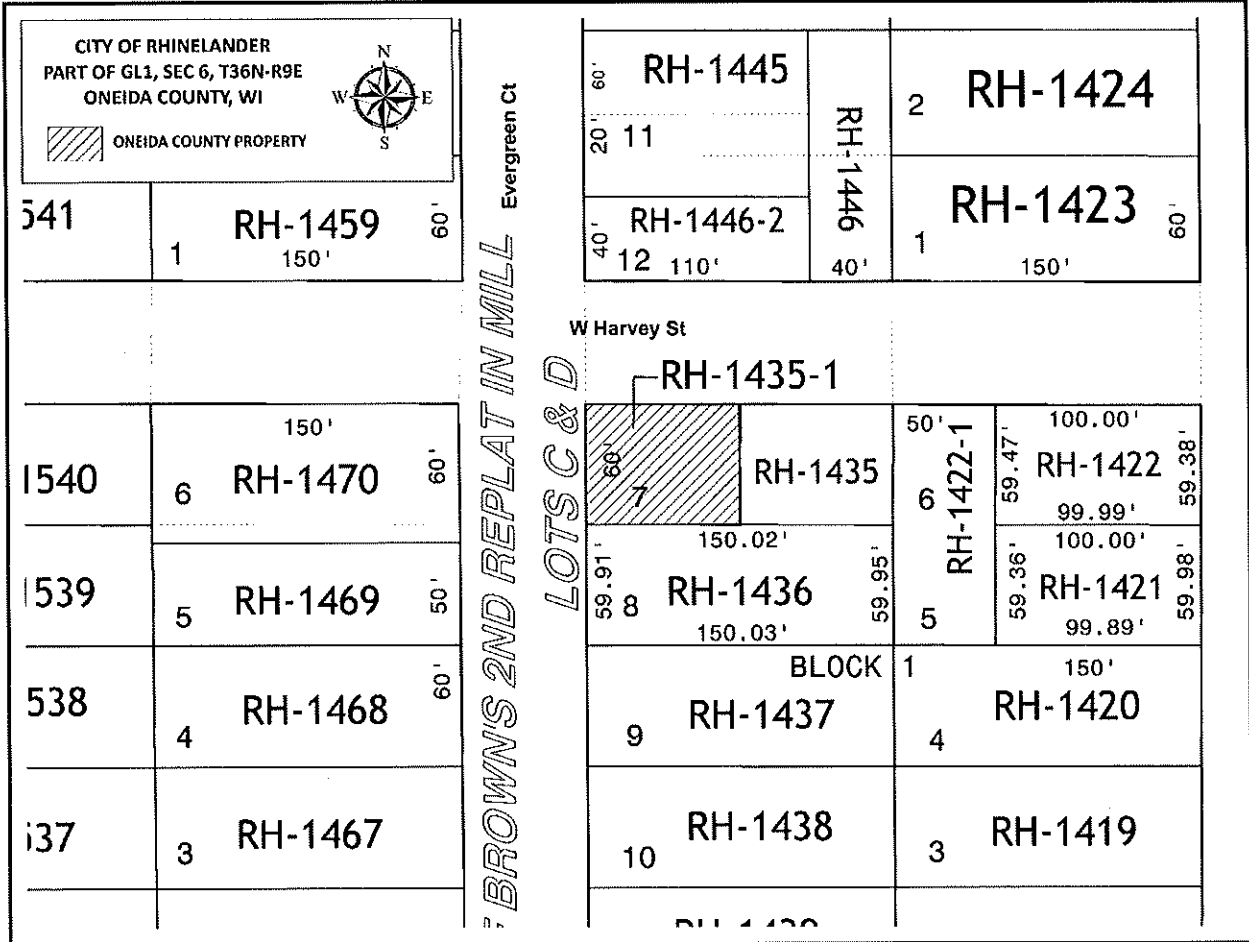 CITY OF RHINELANDER
PART OF GL1, SEC 6, T36N-R9E
ONEIDA COUNTY, WI
N
W E
S
ONEIDA COUNTY PROPERTY
Evergreen Ct
60'
RH-1445
20'
11
RH-1446
2
RH-1424
541
1
RH-1459
150'
60'
40'
RH-1446-2
12
110'
40'
1
RH-1423
150'
60'
W Harvey St
RH-1435-1
BROWN'S 2ND REPLAT IN MILL
LOTS C & D
1540
6
150'
RH-1470
60'
60'
7
RH-1435
50'
6
RH-1422-1
59.47'
100.00'
RH-1422
99.99'
59.38'
539
5
RH-1469
50'
59.91'
8
150.02'
RH-1436
150.03'
59.95'
5
59.36'
100.00'
RH-1421
99.89'
59.98'
538
4
RH-1468
60'
BLOCK 1
9
RH-1437
150'
RH-1420
4
537
3
RH-1467
10
RH-1438
3
RH-1419